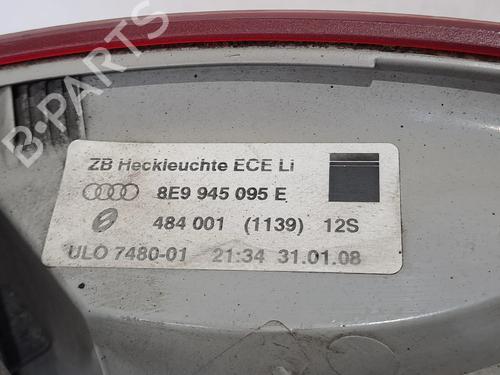 B-PARTS
ZB Heckleuchte ECE Li
8E9 945 095 E
484 001 (1139) 12S
ULO 7480-01 21:34 31.01.08